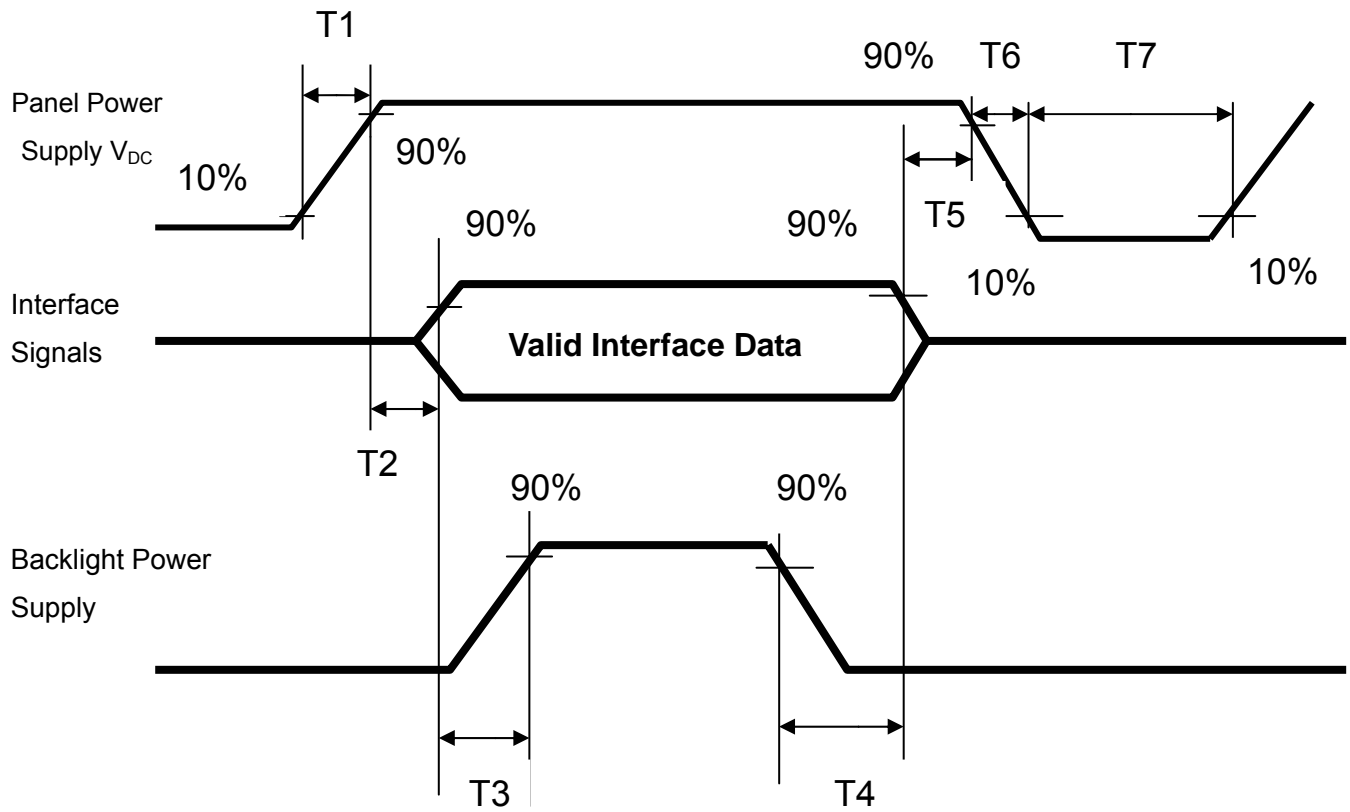 T1
90%
T6
T7
Panel Power
Supply VDC
90%
10%
T5
90%
90%
10%
10%
Interface
Signals
Valid Interface Data
T2
90%
90%
Backlight Power
Supply
T3
T4